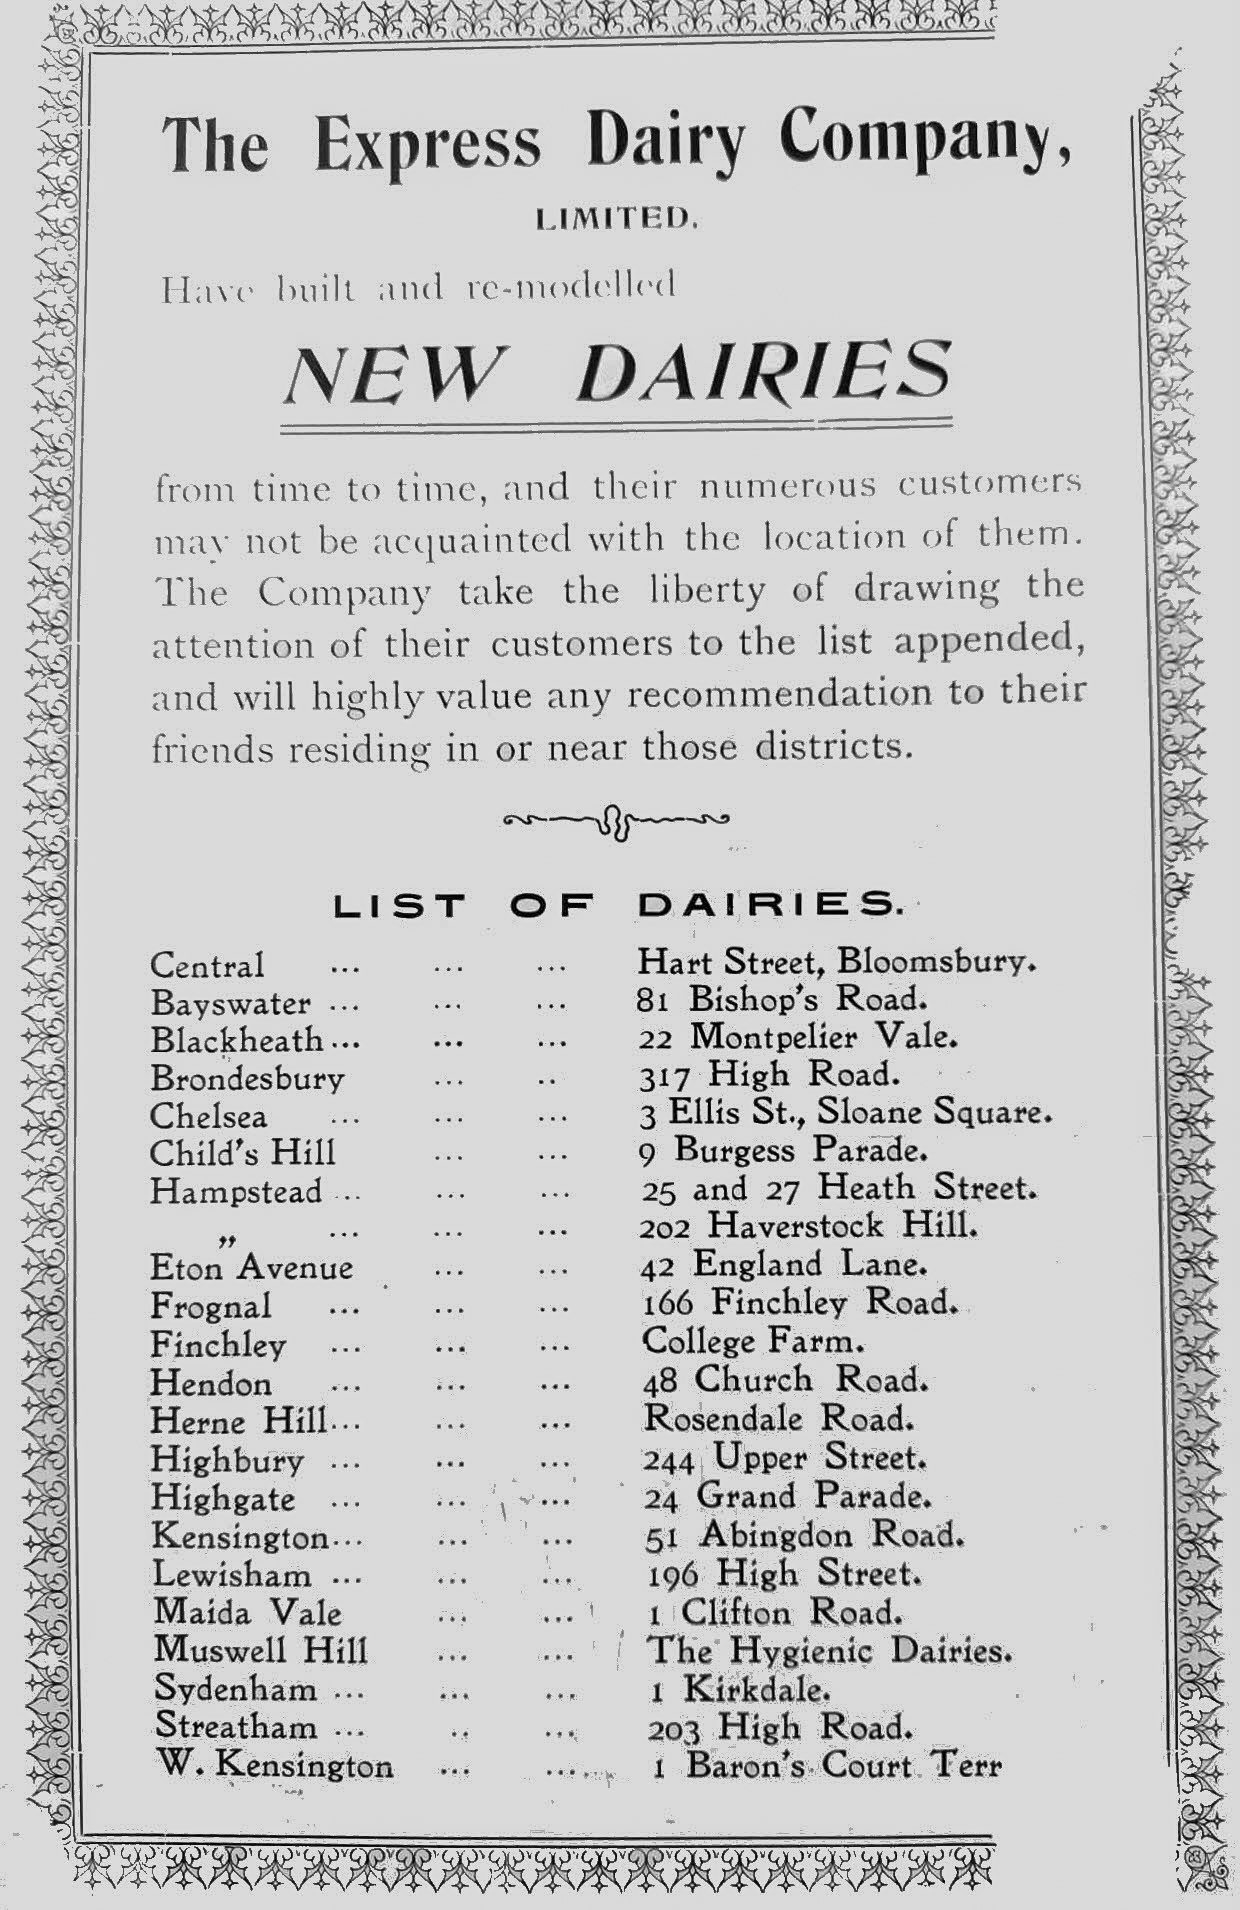 The Express Dairy Company,
LIMITED.
Have built and re-modelled
NEW DAIRIES
from time to time, and their numerous customers
may not be acquainted with the location of them.
The Company take the liberty of drawing the
attention of their customers to the list appended,
and will highly value any recommendation to their
friends residing in or near those districts.
LIST OF DAIRIES.
Central ... ... ... Hart Street, Bloomsbury.
Bayswater ... ... ... 81 Bishop's Road.
Blackheath ... ... ... 22 Montpelier Vale.
Brondesbury ... .. 317 High Road.
Chelsea ... ... ... 3 Ellis St., Sloane Square.
Child's Hill ... ... 9 Burgess Parade.
Hampstead ... ... ... 25 and 27 Heath Street.
„ ... ... ... 202 Haverstock Hill.
Eton Avenue ... ... 42 England Lane.
Frognal ... ... ... 166 Finchley Road.
Finchley ... ... ... College Farm.
Hendon ... ... ... 48 Church Road.
Herne Hill ... ... ... Rosendale Road.
Highbury ... ... ... 244 Upper Street.
Highgate ... ... ... 24 Grand Parade.
Kensington ... ... ... 51 Abingdon Road.
Lewisham ... ... ... 196 High Street.
Maida Vale ... ... 1 Clifton Road.
Muswell Hill ... ... The Hygienic Dairies.
Sydenham ... ... ... 1 Kirkdale.
Streatham ... .. ... 203 High Road.
W. Kensington ... ... 1 Baron's Court Terr